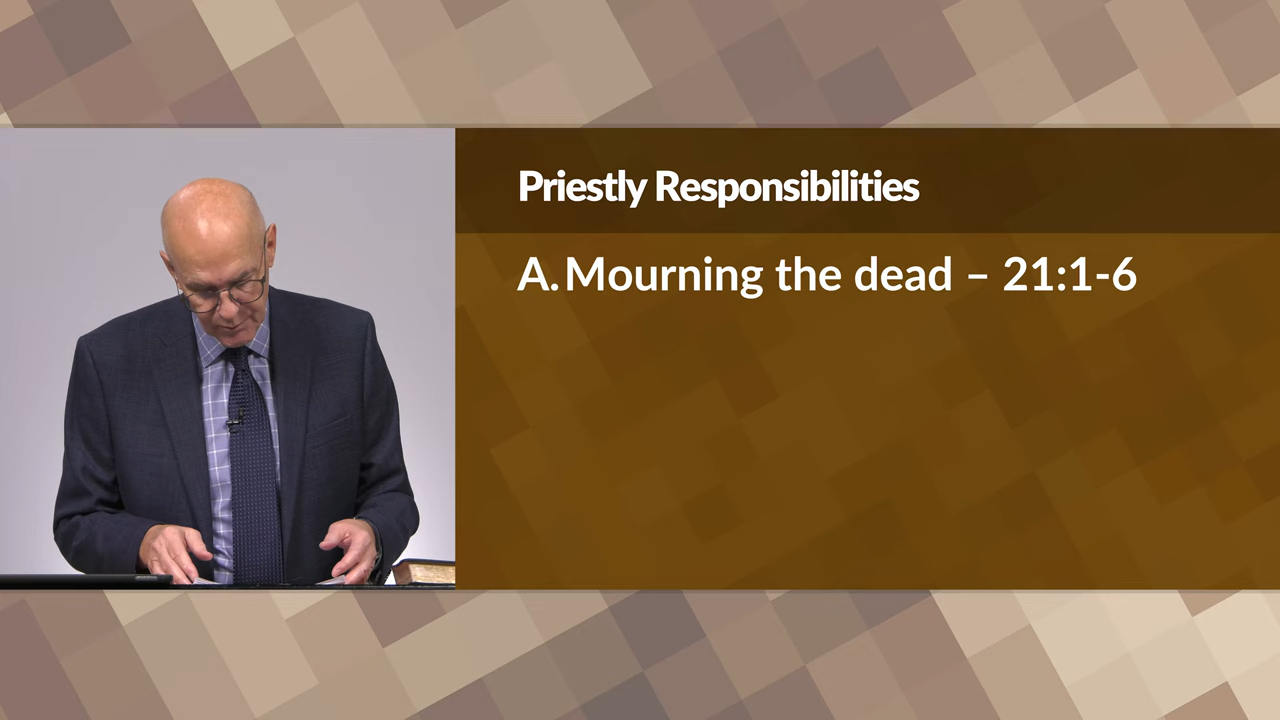 Priestly Responsibilities
A. Mourning the dead – 21:1-6